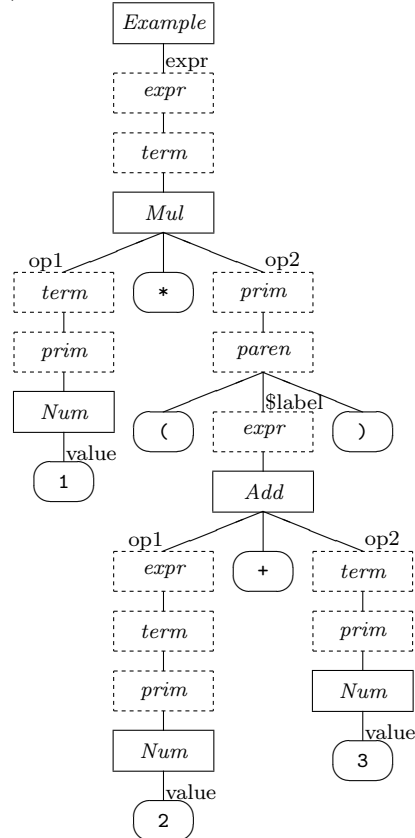 Example
expr
expr
term
Mul
op1
op2
term
*
prim
prim
paren
Num
(
$label
expr
)
value
1
Add
op1
op2
expr
+
term
term
prim
prim
Num
Num
value
3
value
2